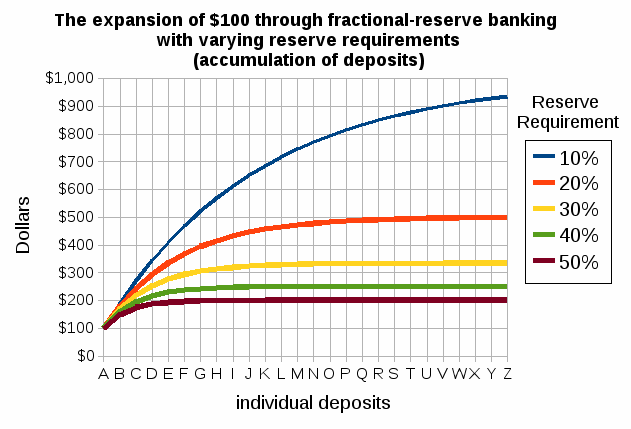 The expansion of $100 through fractional-reserve banking
with varying reserve requirements
(accumulation of deposits)
$1,000
$900
$800
$700
$600
$500
$400
$300
$200
$100
$0
Dollars
A B C D E F G H I J K L M N O P Q R S T U V W X Y Z
individual deposits
Reserve
Requirement
10%
20%
30%
40%
50%